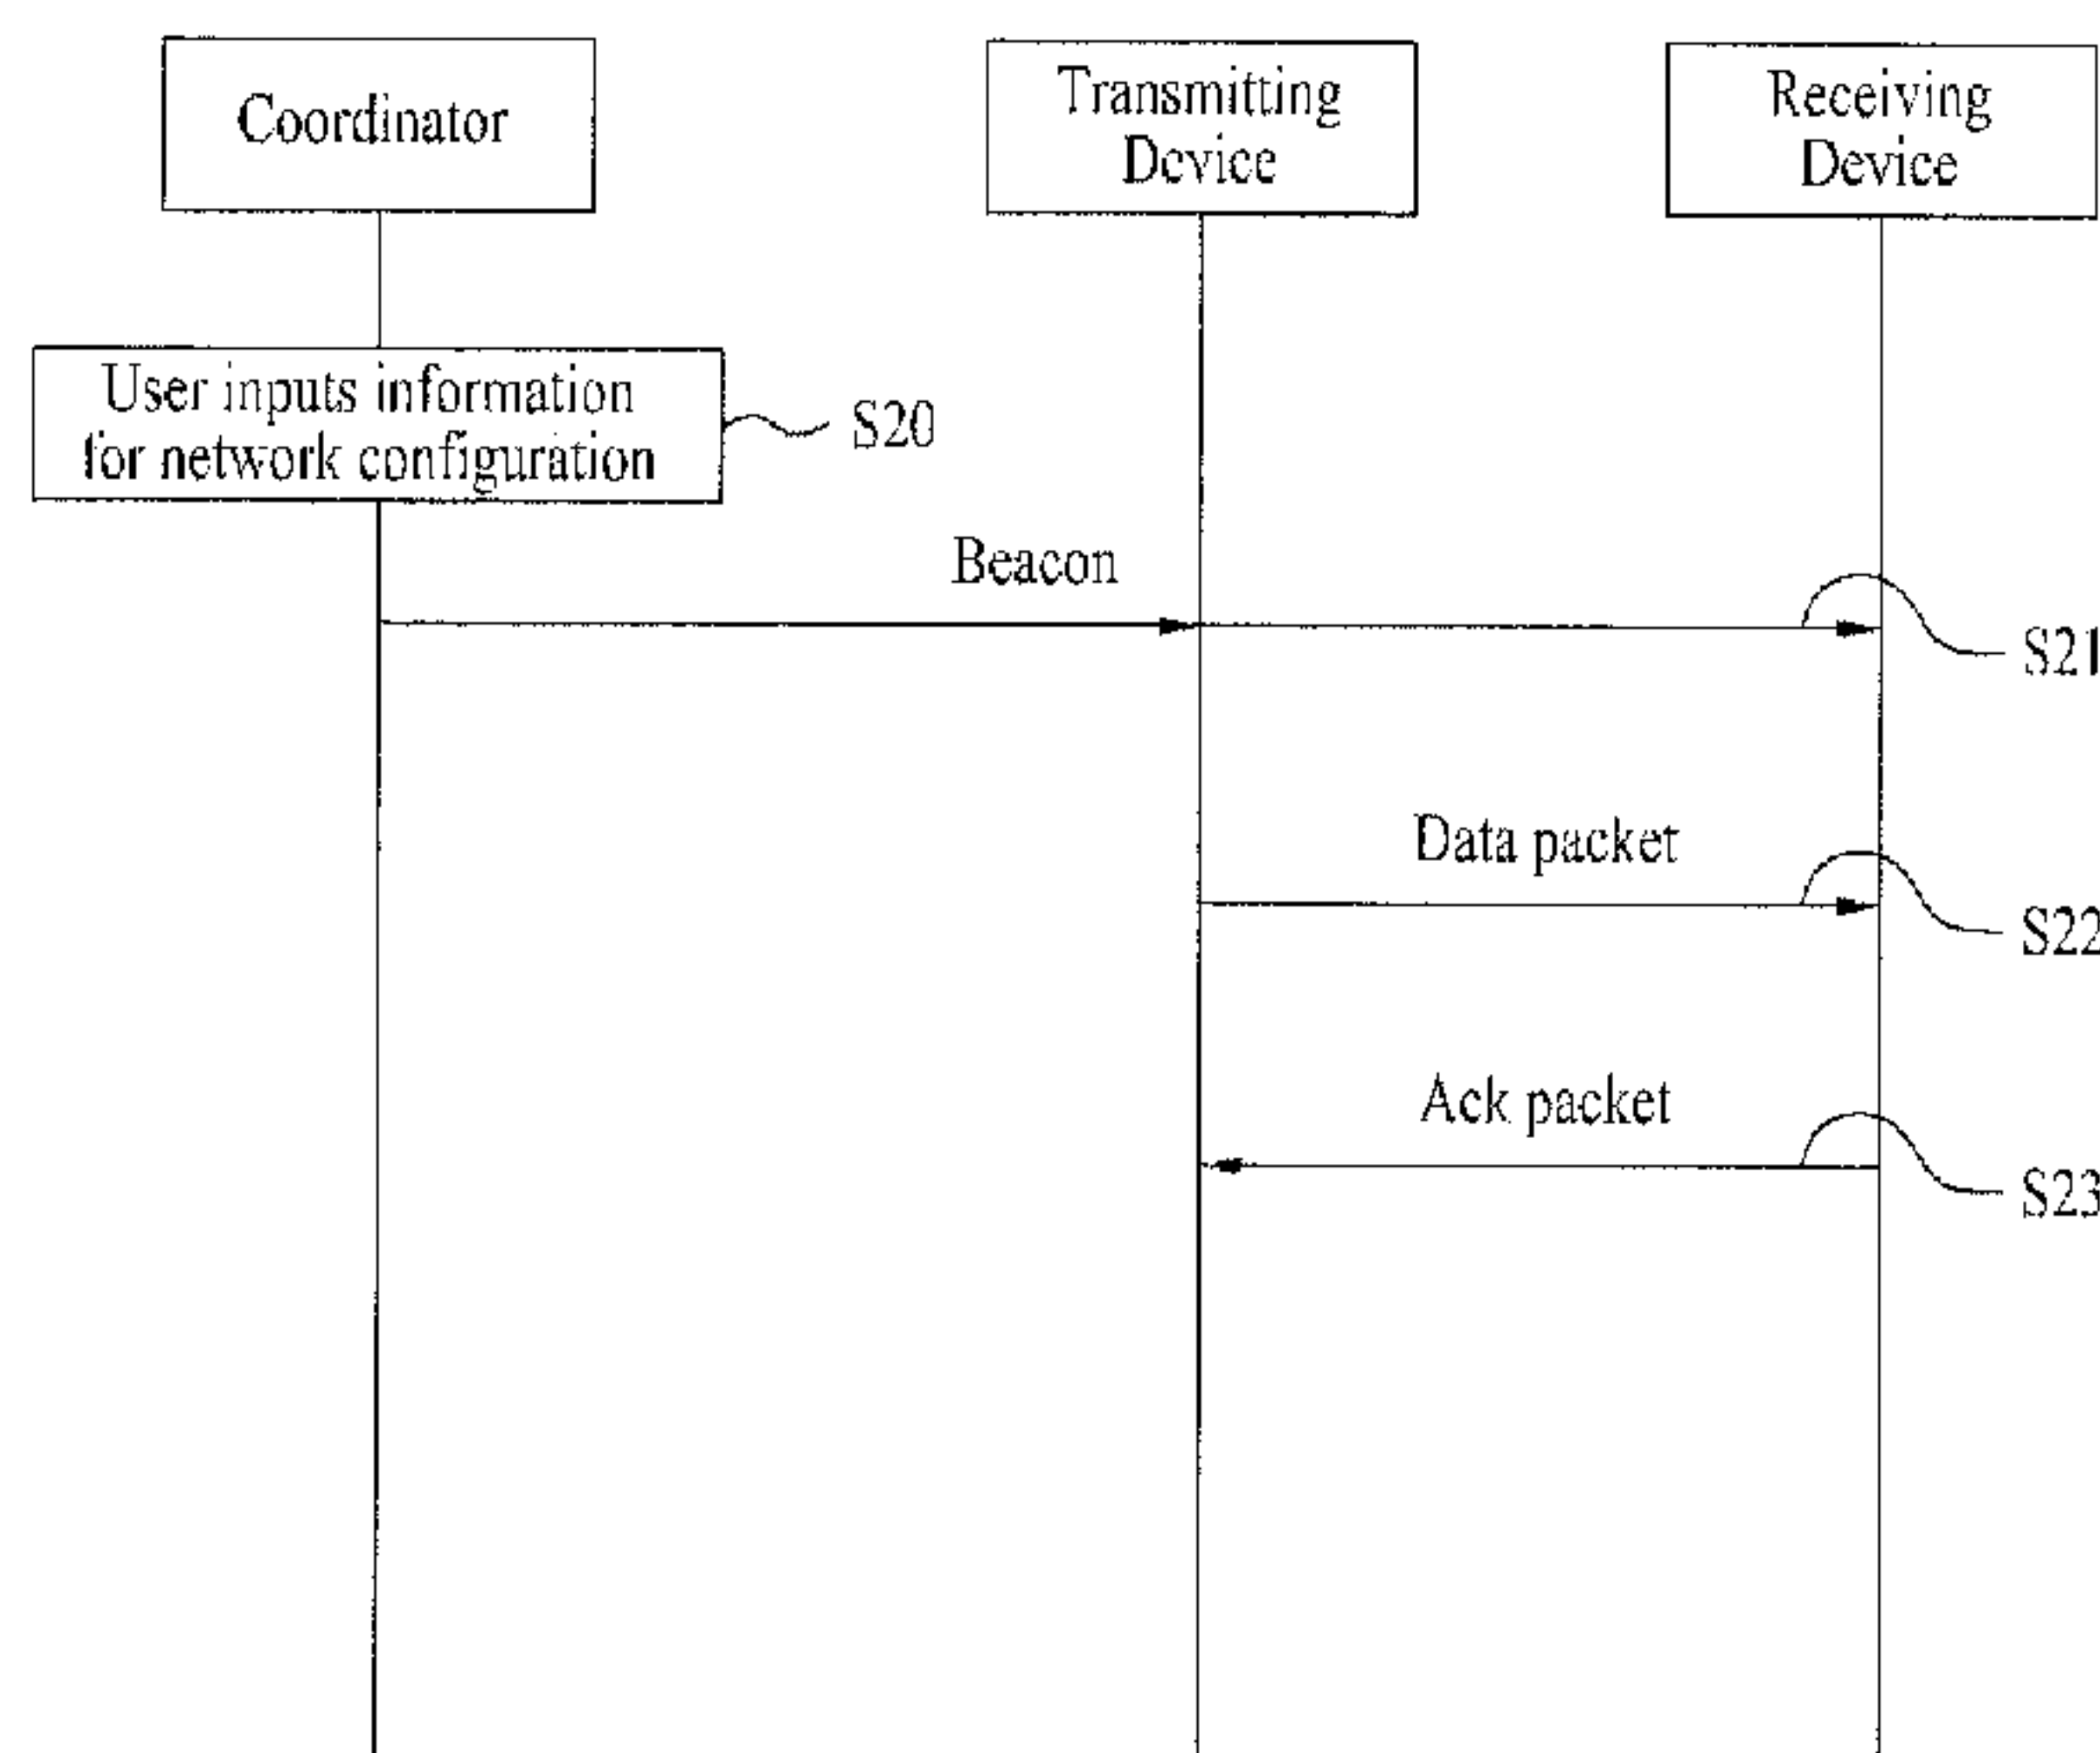 Coordinator
Transmitting
Device
Receiving
Device
User inputs information
for network configuration
S20
Beacon
S21
Data packet
S22
Ack packet
S23